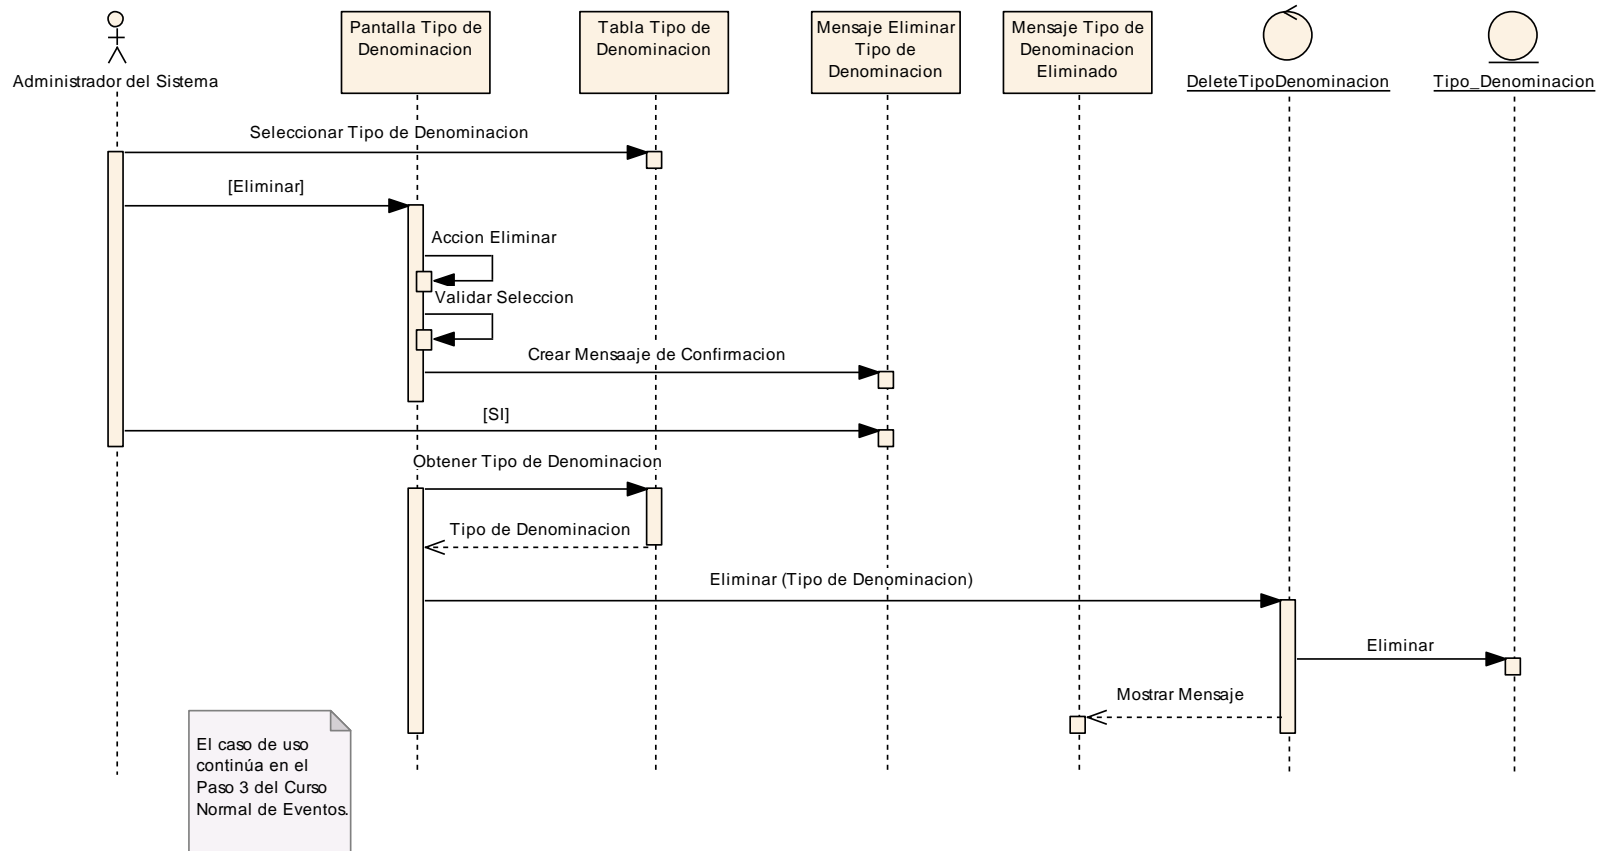 Administrador del Sistema
Pantalla Tipo de
Denominacion
Tabla Tipo de
Denominacion
Mensaje Eliminar
Tipo de
Denominacion
Mensaje Tipo de
Denominacion
Eliminado
DeleteTipoDenominacion
Tipo_Denominacion
Seleccionar Tipo de Denominacion
[Eliminar]
Accion Eliminar
Validar Seleccion
Crear Mensaaje de Confirmacion
[SI]
Obtener Tipo de Denominacion
Tipo de Denominacion
Eliminar (Tipo de Denominacion)
Eliminar
Mostrar Mensaje
El caso de uso
continúa en el
Paso 3 del Curso
Normal de Eventos.